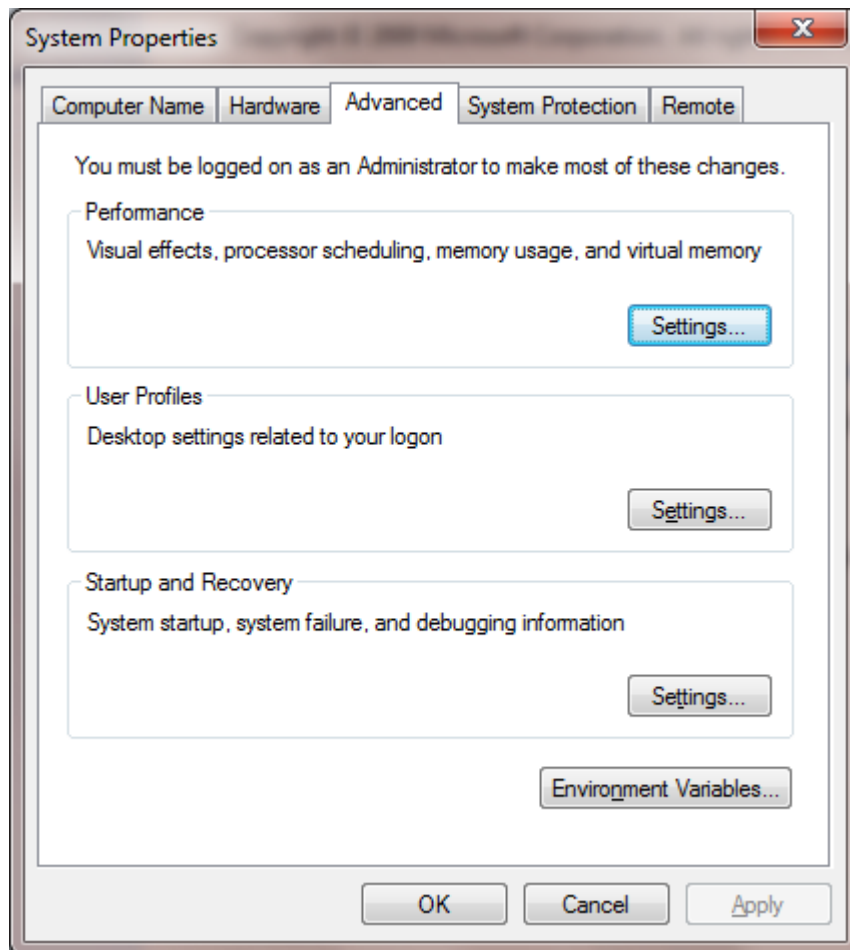 System Properties
Computer Name Hardware Advanced System Protection Remote
You must be logged on as an Administrator to make most of these changes.
Performance
Visual effects, processor scheduling, memory usage, and virtual memory
Settings...
User Profiles
Desktop settings related to your logon
Settings...
Startup and Recovery
System startup, system failure, and debugging information
Settings...
Environment Variables...
OK Cancel Apply